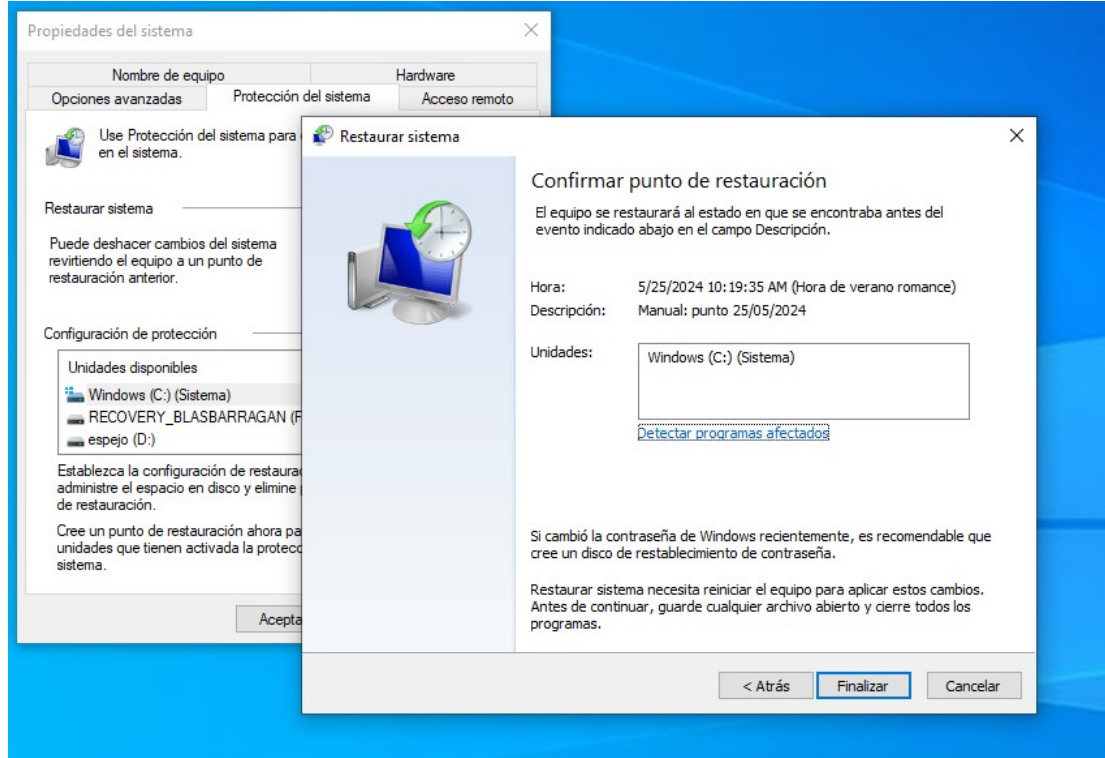 Propiedades del sistema
Nombre de equipo
Hardware
Opciones avanzadas
Protección del sistema
Acceso remoto
Use Protección del sistema para
en el sistema.
Restaurar sistema
Puede deshacer cambios del sistema
revirtiendo el equipo a un punto de
restauración anterior.
Configuración de protección
Unidades disponibles
Windows (C:) (Sistema)
RECOVERY_BLASBARRAGAN (F
espejo (D:)
Establezca la configuración de
administre el espacio en disco y elimine
de restauración.
Cree un punto de restauración ahora
unidades que tienen activada la
sistema.
Restaurar sistema
Confirmar punto de restauración
El equipo se restaurará al estado en que se encontraba antes del
evento indicado abajo en el campo Descripción.
Hora: 5/25/2024 10:19:35 AM (Hora de verano romance)
Descripción: Manual: punto 25/05/2024
Unidades: Windows (C:) (Sistema)
Detectar programas afectados
Si cambió la contraseña de Windows recientemente, es recomendable que
cree un disco de restablecimiento de contraseña.
Restaurar sistema necesita reiniciar el equipo para aplicar estos cambios.
Antes de continuar, guarde cualquier archivo abierto y cierre todos los
programas.
< Atrás
Finalizar
Cancelar